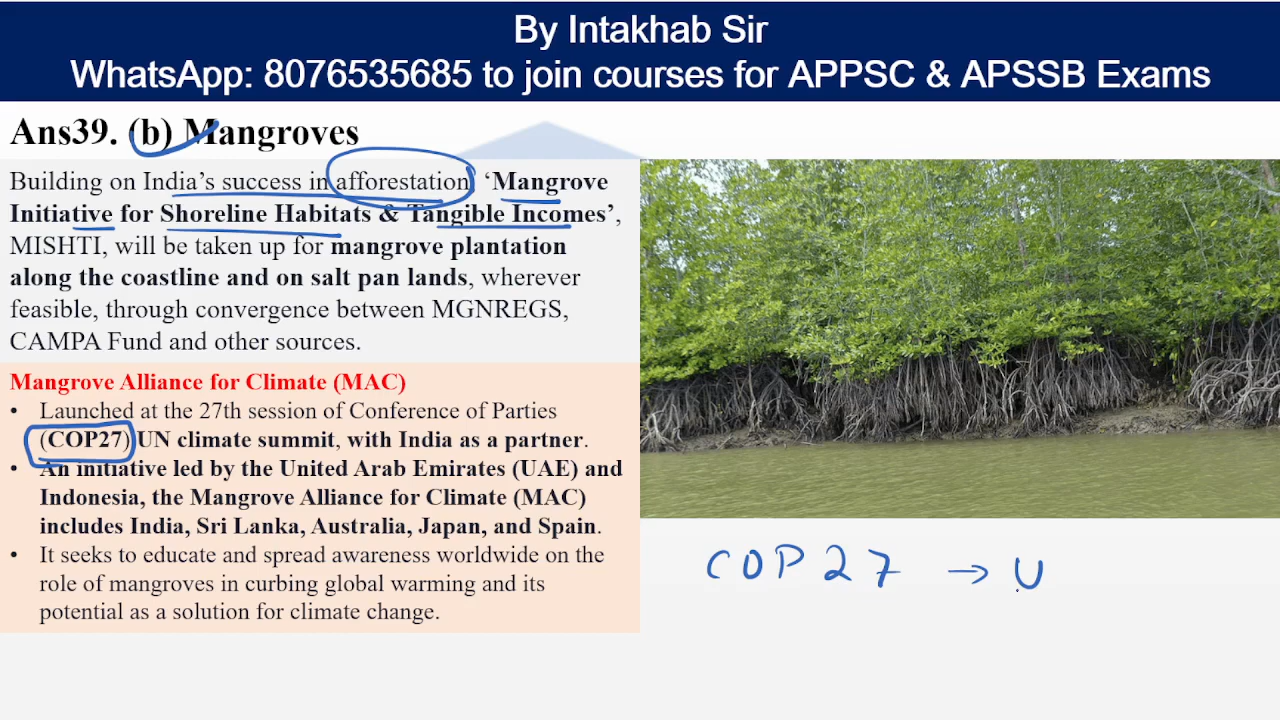 By Intakhab Sir
WhatsApp: 8076535685 to join courses for APPSC & APSSB Exams
Ans39. (b) Mangroves
Building on India's success in afforestation, ‘Mangrove
Initiative for Shoreline Habitats & Tangible Incomes’,
MISHTI, will be taken up for mangrove plantation
along the coastline and on salt pan lands, wherever
feasible, through convergence between MGNREGS,
CAMPA Fund and other sources.
Mangrove Alliance for Climate (MAC)
• Launched at the 27th session of Conference of Parties
(COP27) UN climate summit, with India as a partner.
• An initiative led by the United Arab Emirates (UAE) and
Indonesia, the Mangrove Alliance for Climate (MAC)
includes India, Sri Lanka, Australia, Japan, and Spain.
• It seeks to educate and spread awareness worldwide on the
role of mangroves in curbing global warming and its
potential as a solution for climate change.
COP27 → U